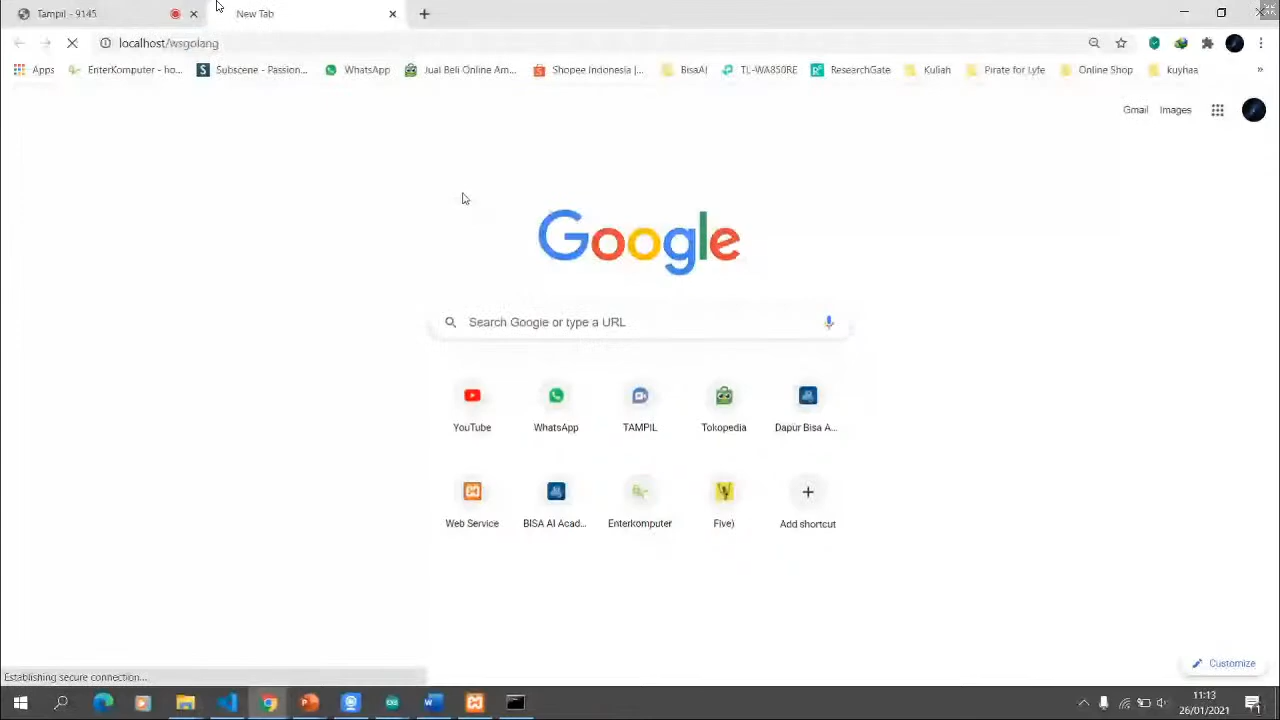 Tampil - 9145
New Tab
localhost/wsgolang
Apps
EnterComputer - ho...
Subscene - Passion...
WhatsApp
Jual Beli Online Am...
Shopee Indonesia |...
BisaAI
TL-WA850RE
ResearchGate
Kuliah
Pirate for Lyfe
Online Shop
kuyhaa
»
Gmail
Images
Google
Search Google or type a URL
YouTube
WhatsApp
TAMPIL
Tokopedia
Dapur Bisa A...
Web Service
BISA AI Acad...
Enterkomputer
Five)
Add shortcut
Customize
Establishing secure connection...
11:13
26/01/2021